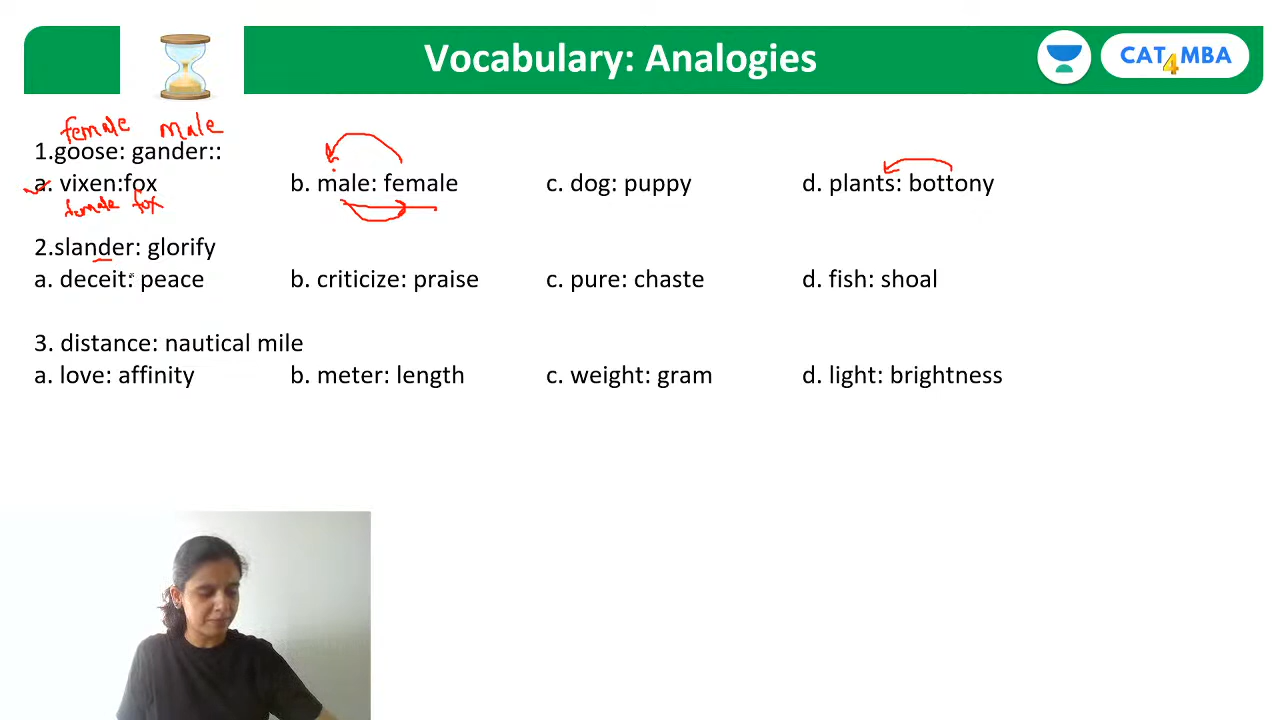 Vocabulary: Analogies
CAT4MBA
female male
1.goose: gander::
a. vixen:fox b. male: female c. dog: puppy d. plants: bottony
female fox
2.slander: glorify
a. deceit: peace b. criticize: praise c. pure: chaste d. fish: shoal
3. distance: nautical mile
a. love: affinity b. meter: length c. weight: gram d. light: brightness